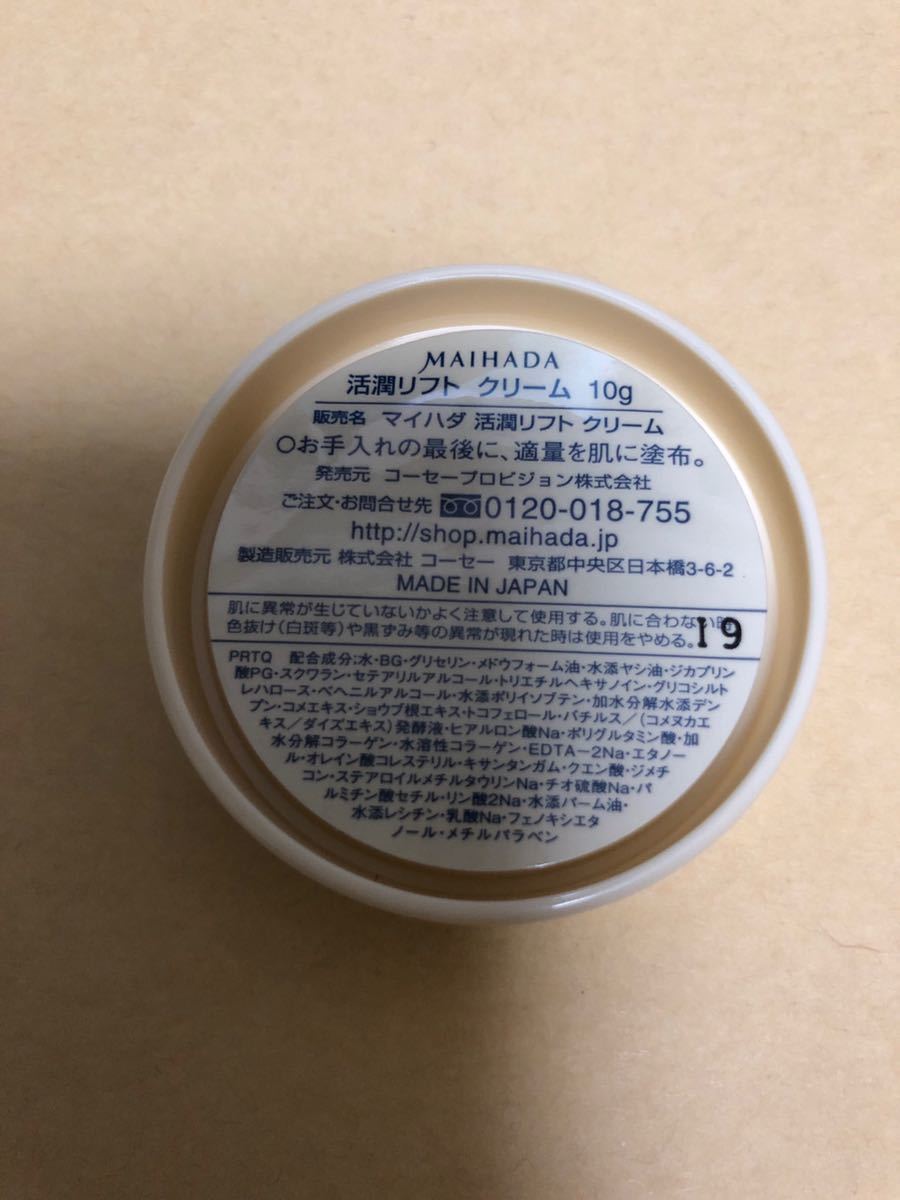 MAIHADA
活潤リフト クリーム 10g
販売名 マイハダ 活潤リフト クリーム
○お手入れの最後に、適量を肌に塗布。
発売元 コーセープロビジョン株式会社
ご注文・お問合せ先 0120-018-755
http://shop.maihada.jp
製造販売元 株式会社 コーセー 東京都中央区日本橋3-6-2
MADE IN JAPAN
肌に異常が生じていないかよく注意して使用する。肌に合わない時
色抜け(白斑等)や黒ずみ等の異常が現れた時は使用をやめる。
19
PRTQ 配合成分:水・BG・グリセリン・メドウフォーム油・水添ヤシ油・ジカプリン
酸PG・スクワラン・セテアリルアルコール・トリエチルヘキサノイン・グリコシルト
レハロース・ベヘニルアルコール・水添ポリイソブテン・加水分解水添デン
プン・コメエキス・ショウブ根エキス・トコフェロール・バチルス/(コメヌカエ
キス/ダイズエキス)発酵液・ヒアルロン酸Na・ポリグルタミン酸・加
水分解コラーゲン・水溶性コラーゲン・EDTA-2Na・エタノー
ル・オレイン酸コレステリル・キサンタンガム・クエン酸・ジメチ
コン・ステアロイルメチルタウリンNa・チオ硫酸Na・パ
ルミチン酸セチル・リン酸2Na・水添パーム油・
水添レシチン・乳酸Na・フェノキシエタ
ノール・メチルパラベン